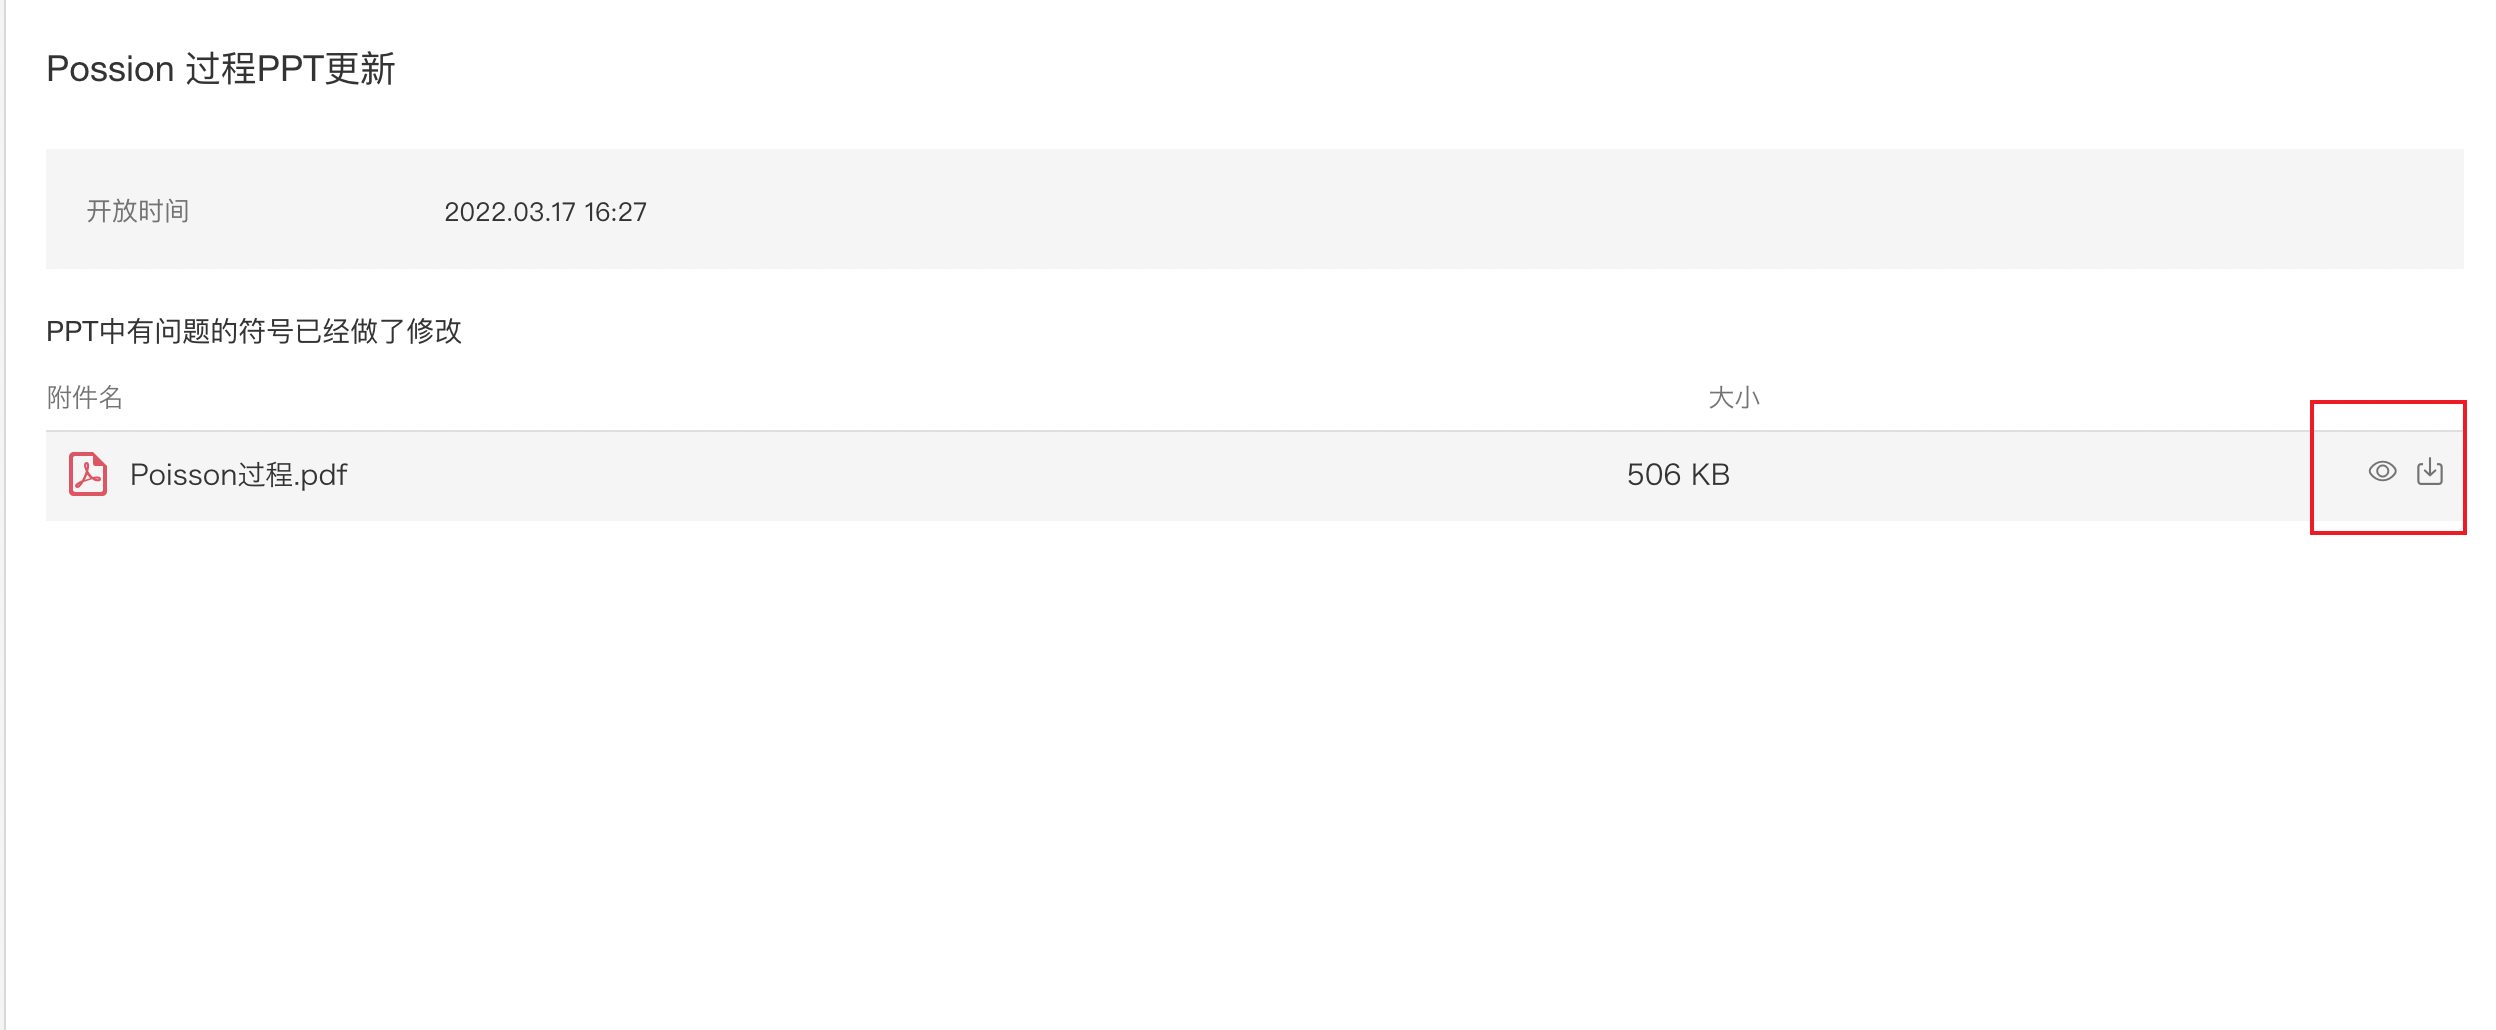 Possion 过程PPT更新
开放时间 2022.03.17 16:27
PPT中有问题的符号已经做了修改
附件名 大小
Poisson过程.pdf 506 KB